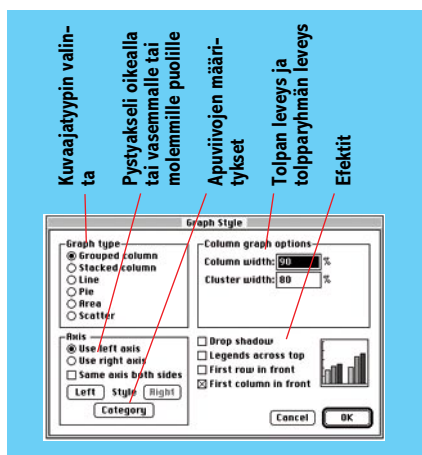 Kuvaajatyypin valin-
ta
Pystyakseli oikealla
tai vasemmalle tai
molemmille puolille
Apuviivojen määri-
tykset
Tolpan leveys ja
tolpparyhmän leveys
Efektit
Graph Style
Graph type
Grouped column
Stacked column
Line
Pie
Area
Scatter
Column graph options
Column width: 90 %
Cluster width: 80 %
Axis
Use left axis
Use right axis
Same axis both sides
Left Style Right
Category
Drop shadow
Legends across top
First row in front
First column in front
Cancel OK